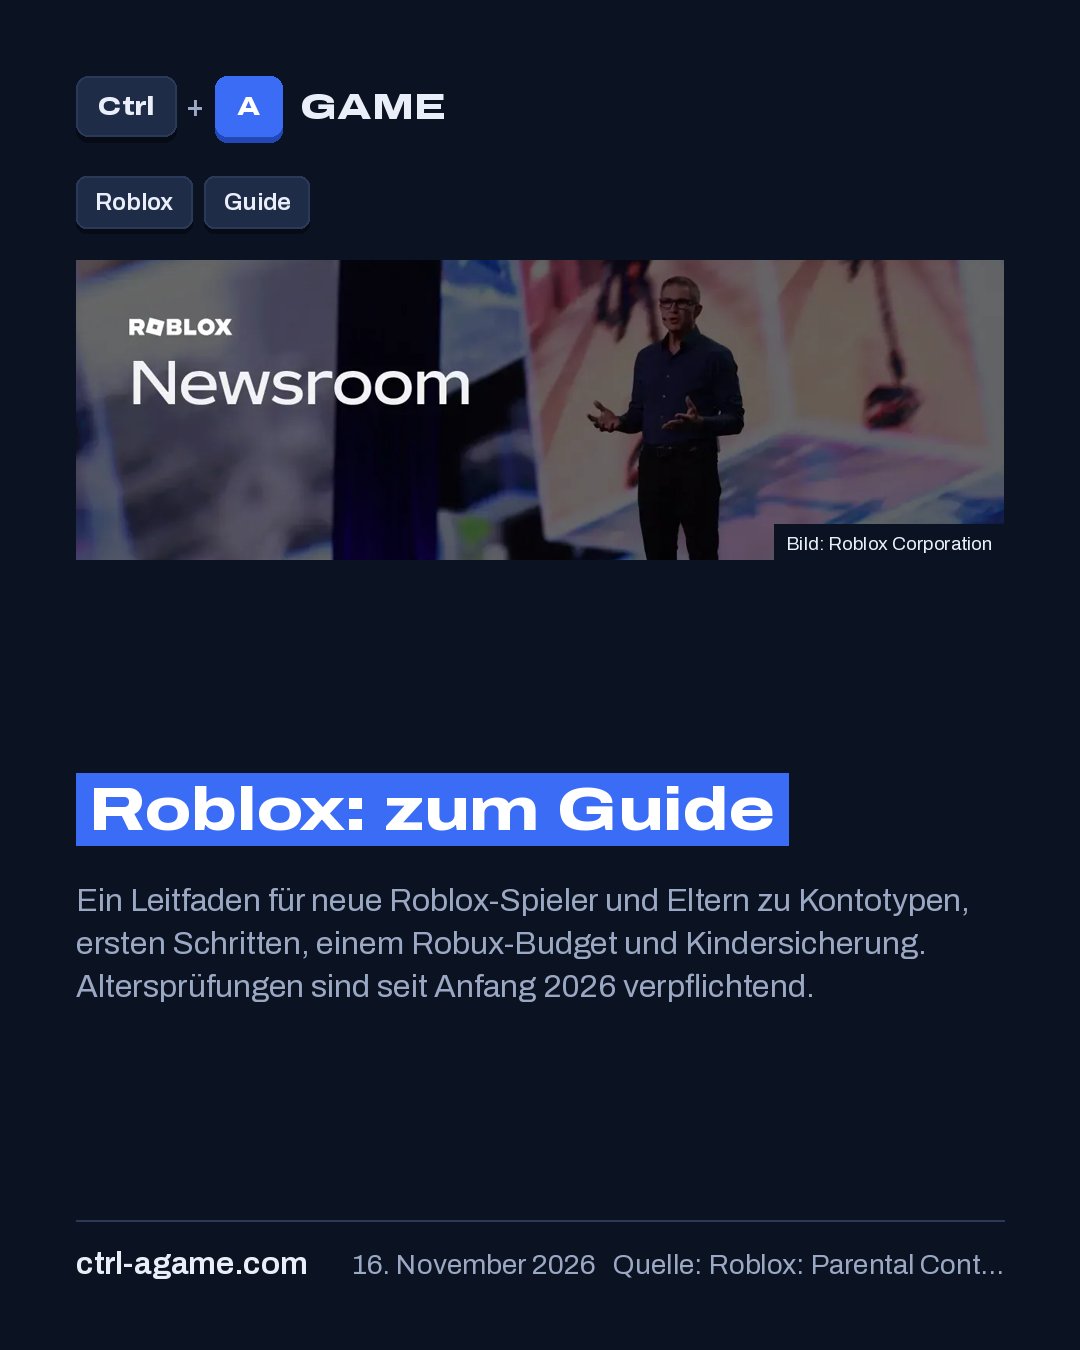 Ctrl + A GAME
Roblox Guide
ROBLOX
Newsroom
Bild: Roblox Corporation
Roblox: zum Guide
Ein Leitfaden für neue Roblox-Spieler und Eltern zu Kontotypen,
ersten Schritten, einem Robux-Budget und Kindersicherung.
Altersprüfungen sind seit Anfang 2026 verpflichtend.
ctrl-agame.com 16. November 2026 Quelle: Roblox: Parental Cont...